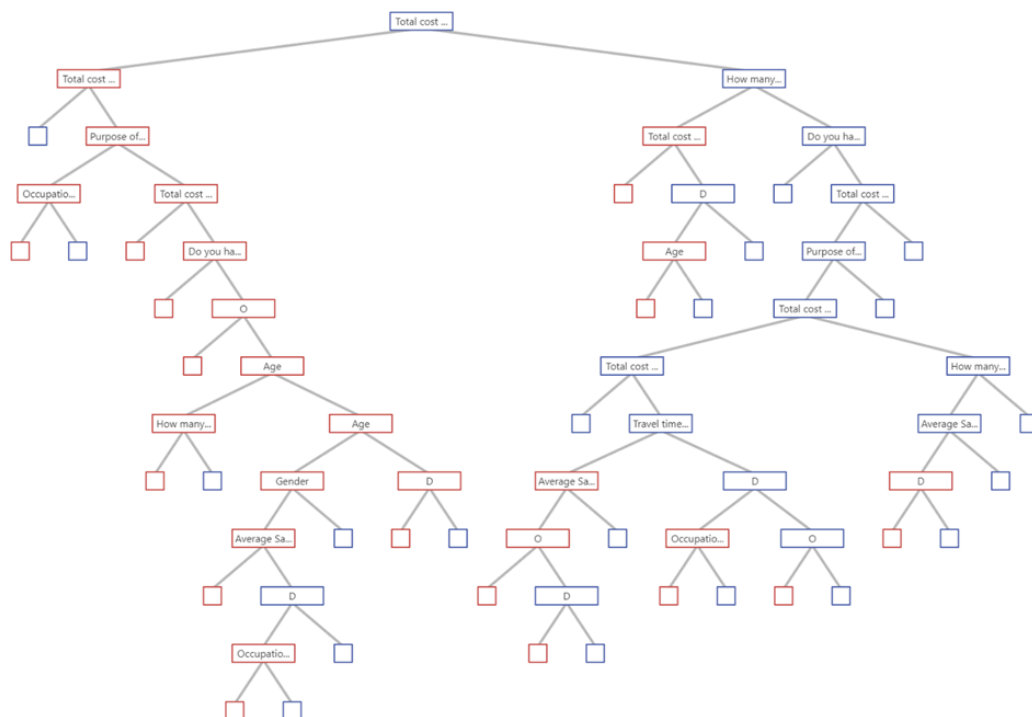 Total cost ...
Total cost ...
How many...
Purpose of...
Total cost ...
Do you ha...
Occupatio...
Total cost ...
D
Total cost ...
Do you ha...
Age
Purpose of...
O
Total cost ...
Age
Total cost ...
How many...
How many...
Age
Travel time...
Average Sa...
Gender
D
Average Sa...
D
D
Average Sa...
O
Occupatio...
O
D
D
Occupatio...